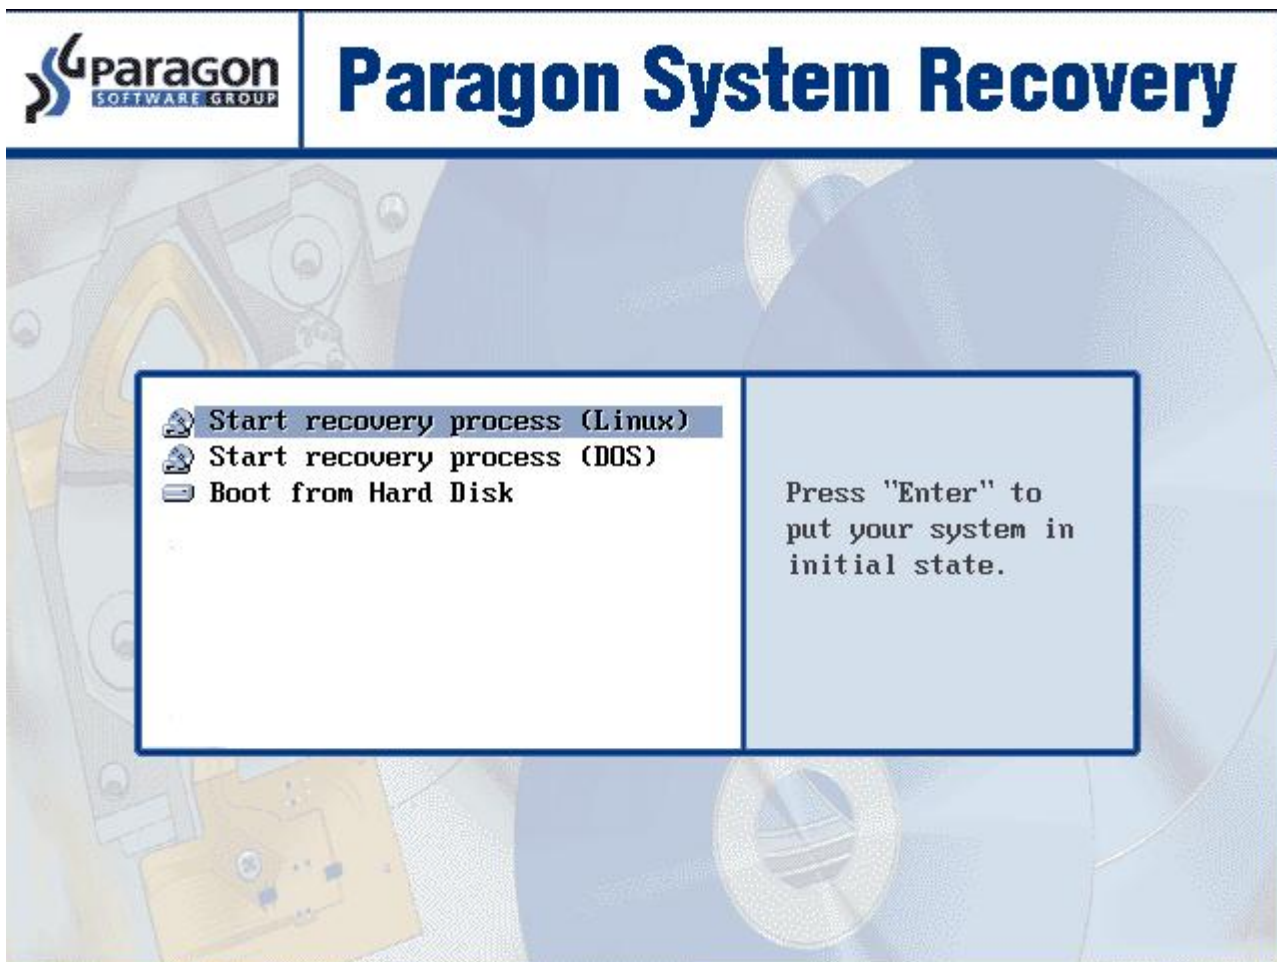 Paragon
SOFTWARE GROUP
Paragon System Recovery
Start recovery process (Linux)
Start recovery process (DOS)
Boot from Hard Disk
Press "Enter" to
put your system in
initial state.